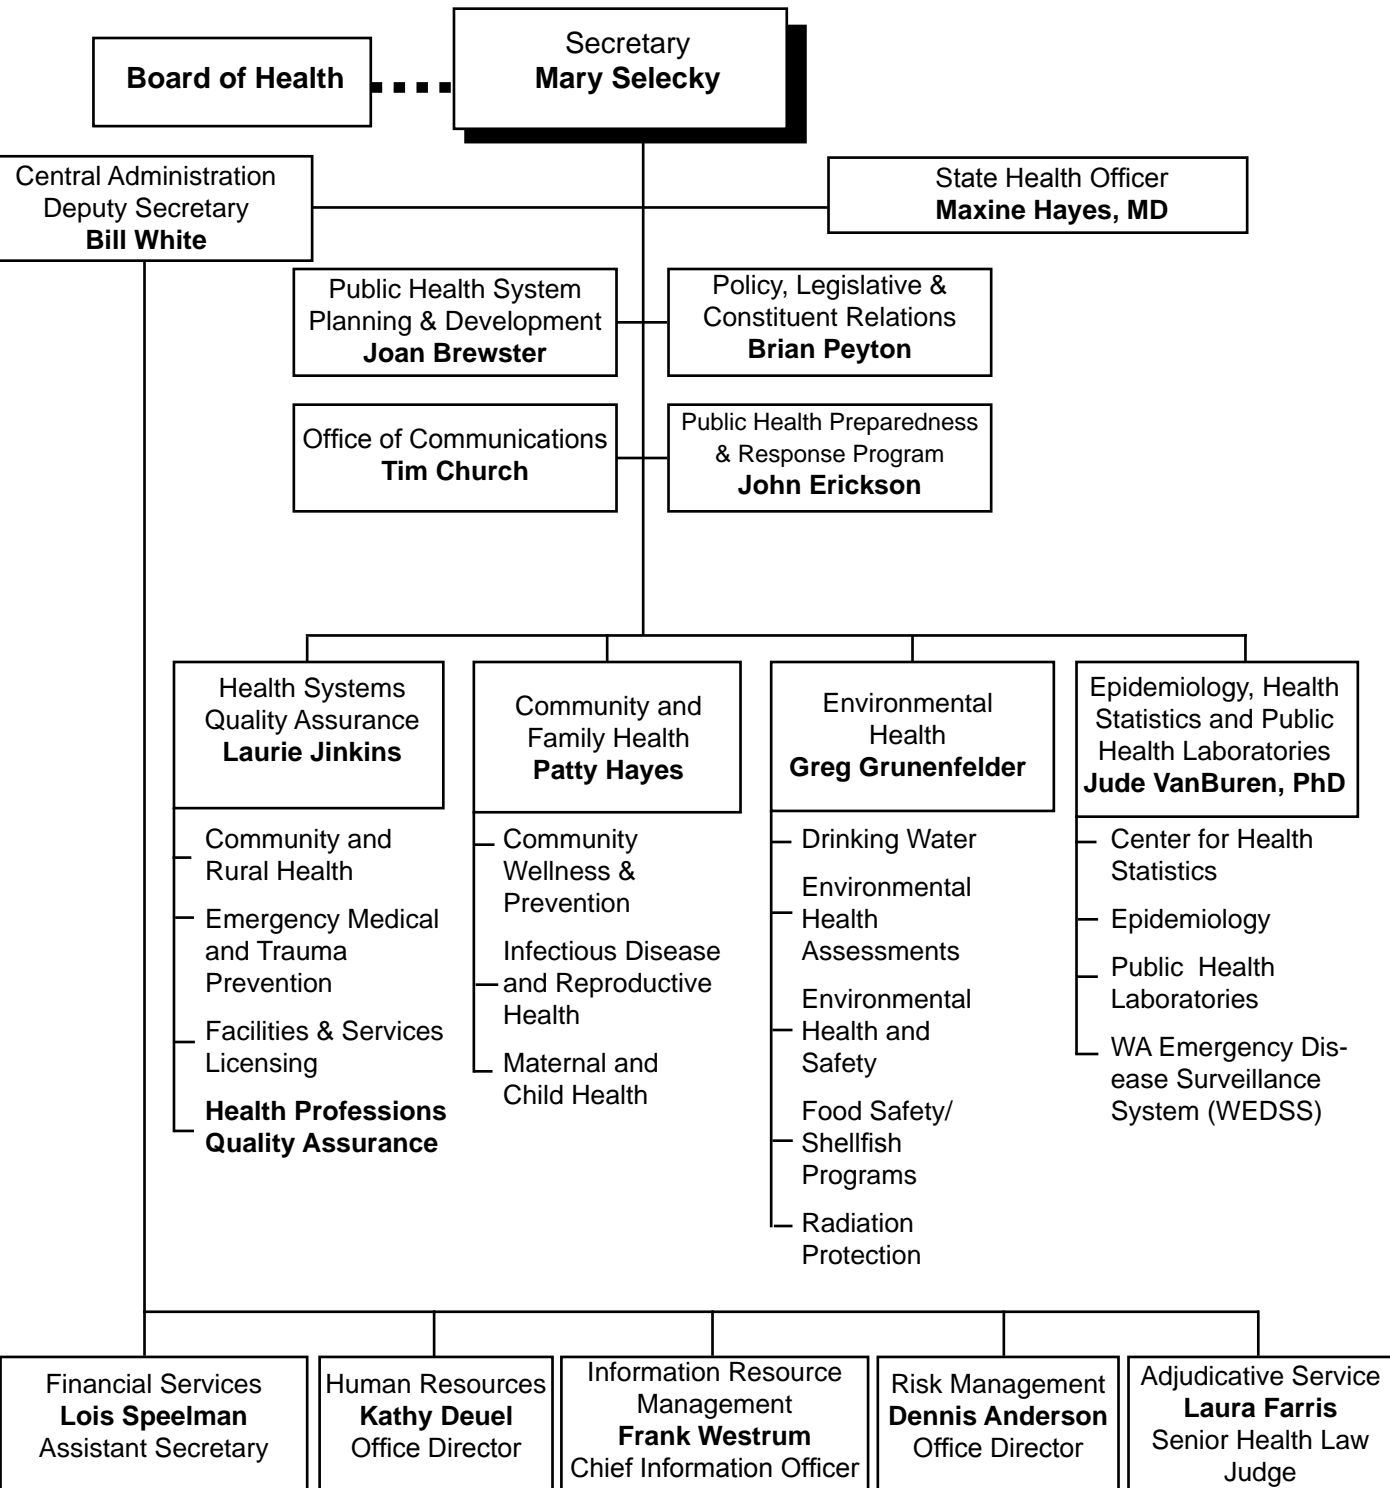 Board of Health
Secretary
Mary Selecky
Central Administration
Deputy Secretary
Bill White
State Health Officer
Maxine Hayes, MD
Public Health System
Planning & Development
Joan Brewster
Policy, Legislative &
Constituent Relations
Brian Peyton
Office of Communications
Tim Church
Public Health Preparedness
& Response Program
John Erickson
Health Systems
Quality Assurance
Laurie Jinkins
Community and
Rural Health
Emergency Medical
and Trauma
Prevention
Facilities & Services
Licensing
Health Professions
Quality Assurance
Community and
Family Health
Patty Hayes
Community
Wellness &
Prevention
Infectious Disease
and Reproductive
Health
Maternal and
Child Health
Environmental
Health
Greg Grunenfelder
Drinking Water
Environmental
Health
Assessments
Environmental
Health and
Safety
Food Safety/
Shellfish
Programs
Radiation
Protection
Epidemiology, Health
Statistics and Public
Health Laboratories
Jude VanBuren, PhD
Center for Health
Statistics
Epidemiology
Public Health
Laboratories
WA Emergency Dis-
ease Surveillance
System (WEDSS)
Financial Services
Lois Speelman
Assistant Secretary
Human Resources
Kathy Deuel
Office Director
Information Resource
Management
Frank Westrum
Chief Information Officer
Risk Management
Dennis Anderson
Office Director
Adjudicative Service
Laura Farris
Senior Health Law
Judge